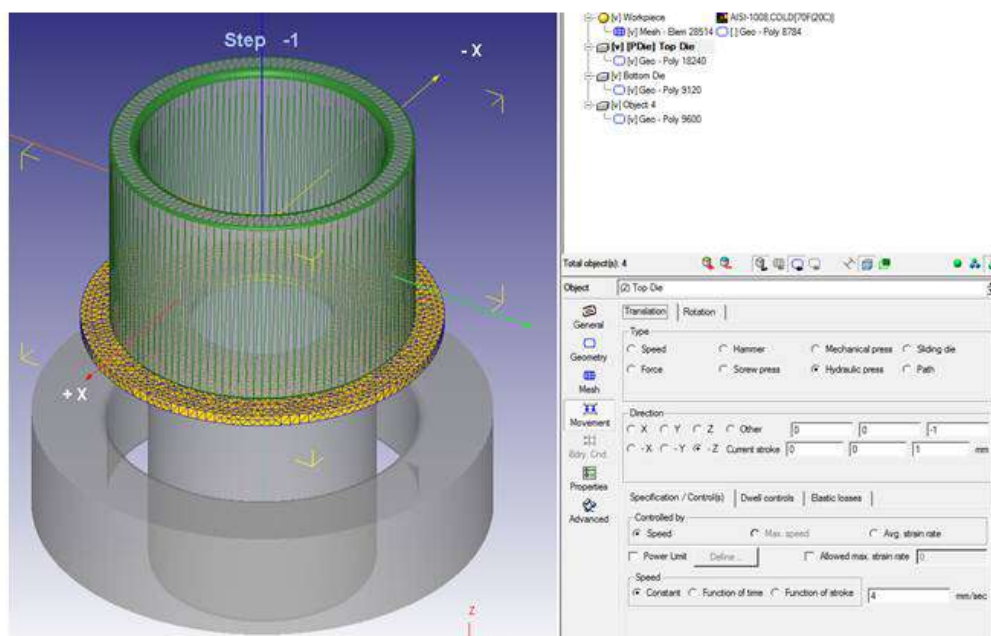 Step -1
- X
+ X
Z
[v] Workpiece AISI-1008,COLD[70F(20C)]
[v] Mesh - Elem 28514 [.] Geo - Poly 8784
[v] [PDie] Top Die
[v] Geo - Poly 18240
[v] Bottom Die
[v] Geo - Poly 9120
[v] Object 4
[v] Geo - Poly 9600
Total object(s): 4
Object (2) Top Die
General
Geometry
Mesh
Movement
Bdry. Cnd.
Properties
Advanced
Translation Rotation
Type
Speed Hammer Mechanical press Sliding die
Force Screw press Hydraulic press Path
Direction
X Y Z Other 0 0 -1
-X -Y -Z Current stroke 0 0 1 mm
Specification / Control(s) Dwell controls Elastic losses
Controlled by
Speed Max. speed Avg. strain rate
Power Limit Define... Allowed max. strain rate 0
Speed
Constant Function of time Function of stroke 4 mm/sec